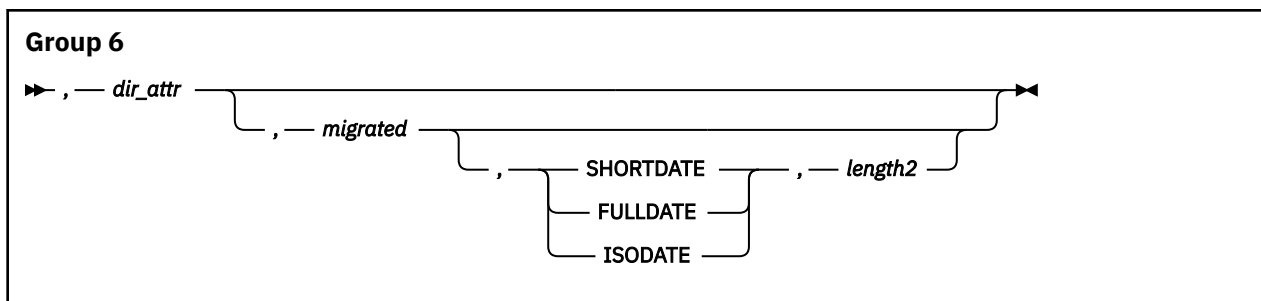 Group 6
, dir_attr
, migrated
, SHORTDATE , length2
FULLDATE
ISODATE